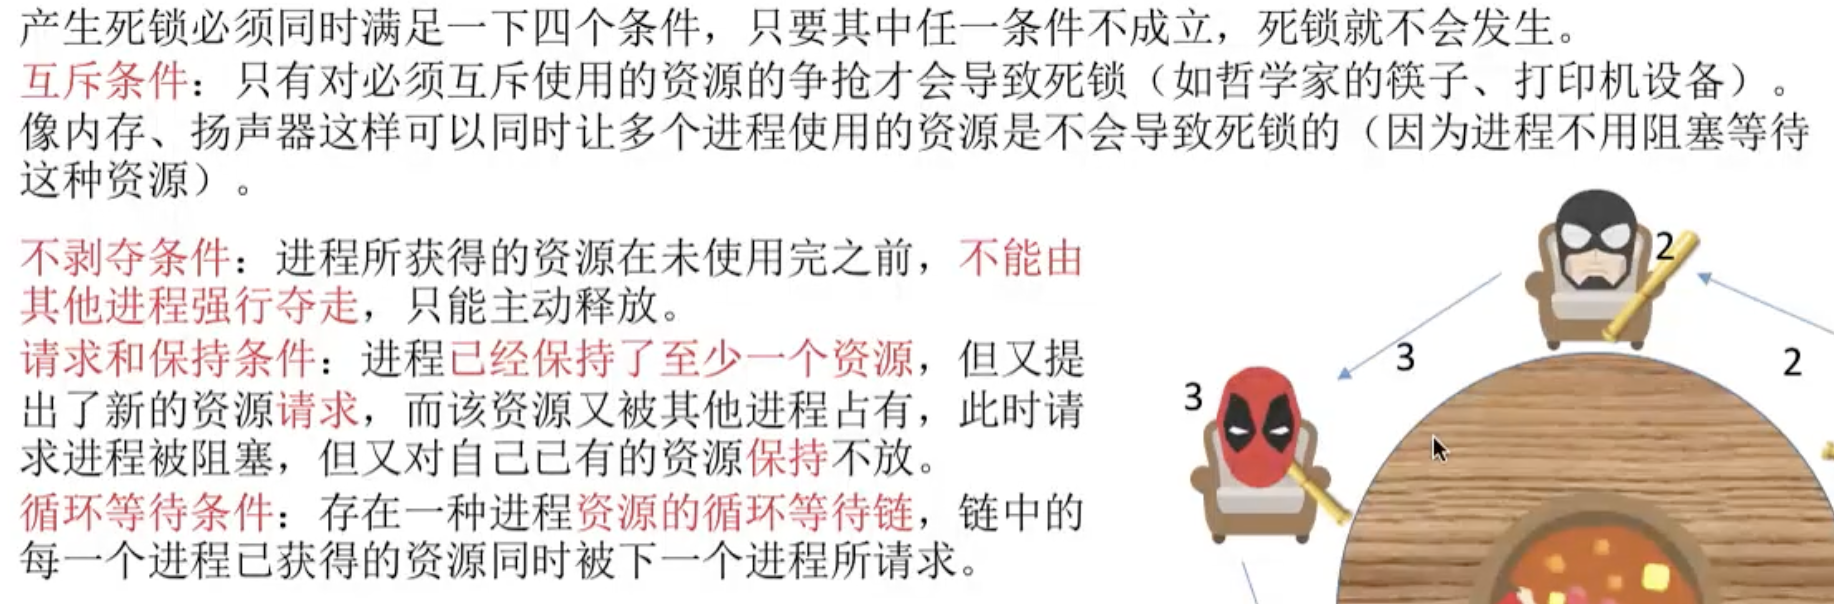 产生死锁必须同时满足一下四个条件，只要其中任一条件不成立，死锁就不会发生。
互斥条件：只有对必须互斥使用的资源的争抢才会导致死锁（如哲学家的筷子、打印机设备）。
像内存、扬声器这样可以同时让多个进程使用的资源是不会导致死锁的（因为进程不用阻塞等待
这种资源）。
不剥夺条件：进程所获得的资源在未使用完之前，不能由
其他进程强行夺走，只能主动释放。
请求和保持条件：进程已经保持了至少一个资源，但又提
出了新的资源请求，而该资源又被其他进程占有，此时请
求进程被阻塞，但又对自己已有的资源保持不放。
循环等待条件：存在一种进程资源的循环等待链，链中的
每一个进程已获得的资源同时被下一个进程所请求。
2
3
2
3